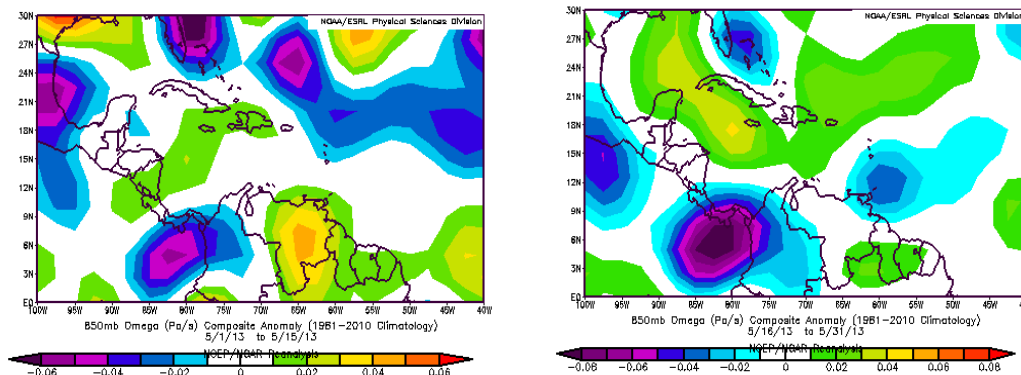 NOAA/ESRL Physical Sciences Division
30N
27N
24N
21N
18N
15N
12N
9N
6N
3N
EQ
100W 95W 90W 85W 80W 75W 70W 65W 60W 55W 50W 45W 40W
850mb Omega (Pa/s) Composite Anomaly (1981-2010 Climatology)
5/1/13 to 5/15/13
NCEP/NCAR Reanalysis
-0.06 -0.04 -0.02 0 0.02 0.04 0.06
NOAA/ESRL Physical Sciences Division
30N
27N
24N
21N
18N
15N
12N
9N
6N
3N
EQ
100W 95W 90W 85W 80W 75W 70W 65W 60W 55W 50W 45W 4
850mb Omega (Pa/s) Composite Anomaly (1981-2010 Climatology)
5/16/13 to 5/31/13
NCEP/NCAR Reanalysis
-0.08 -0.06 -0.04 -0.02 0 0.02 0.04 0.06 0.08